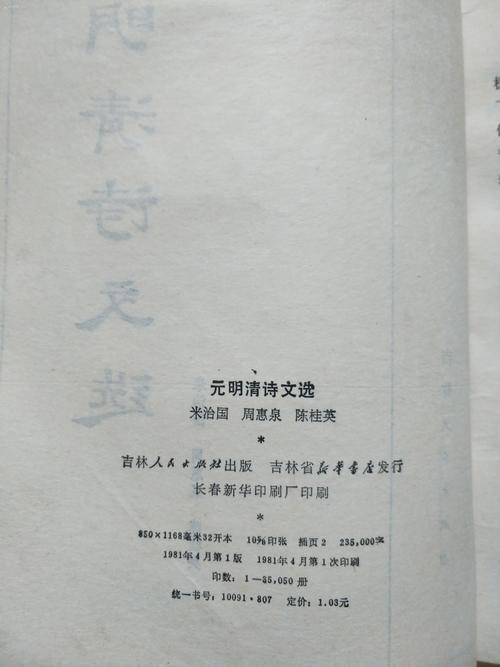 明清诗文选
元明清诗文选
米治国 周惠泉 陈桂英
*
吉林人民出版社出版 吉林省新华书店发行
长春新华印刷厂印刷
*
850×1168毫米32开本 印张 插页2 235,000字
1981年4月第1版 1981年4月第1次印刷
印数：1—35,050册
统一书号：10091·807 定价：1.03元